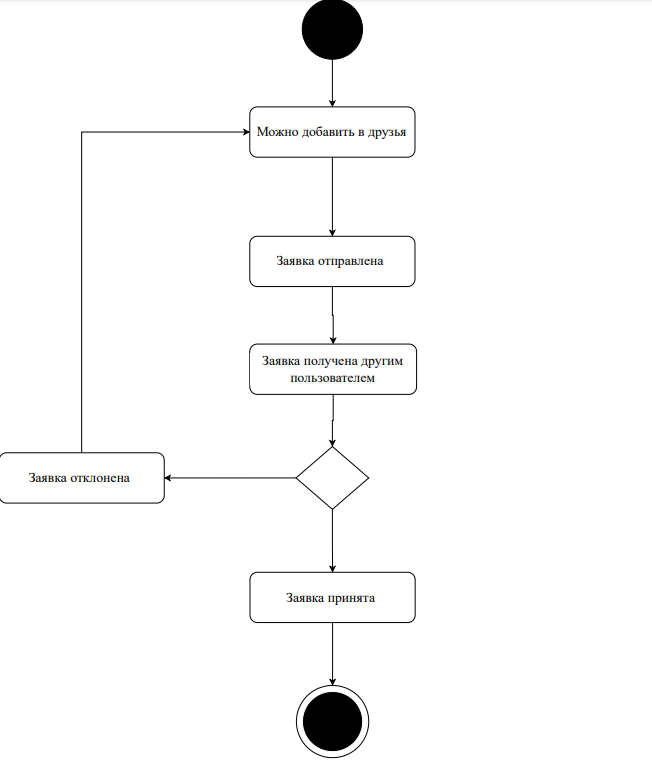 Можно добавить в друзья
Заявка отправлена
Заявка получена другим
пользователем
Заявка отклонена
Заявка принята